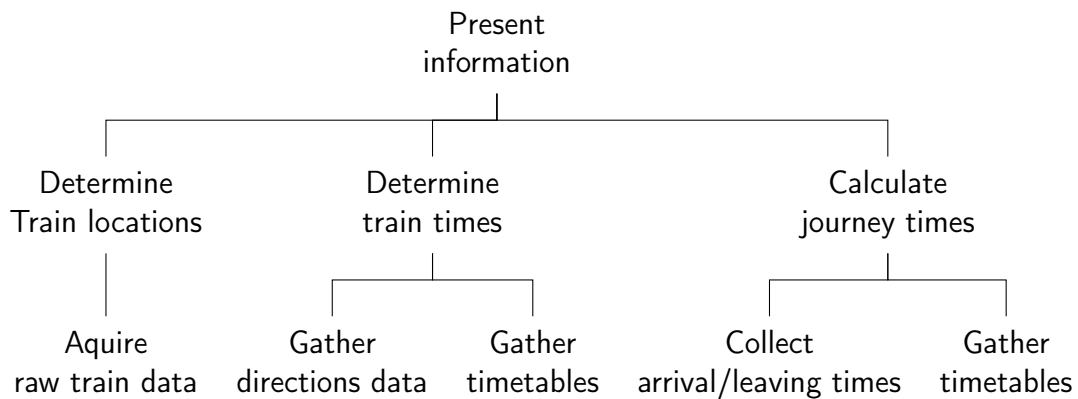 Present
information
Determine
Train locations
Determine
train times
Calculate
journey times
Aquire
raw train data
Gather
directions data
Gather
timetables
Collect
arrival/leaving times
Gather
timetables